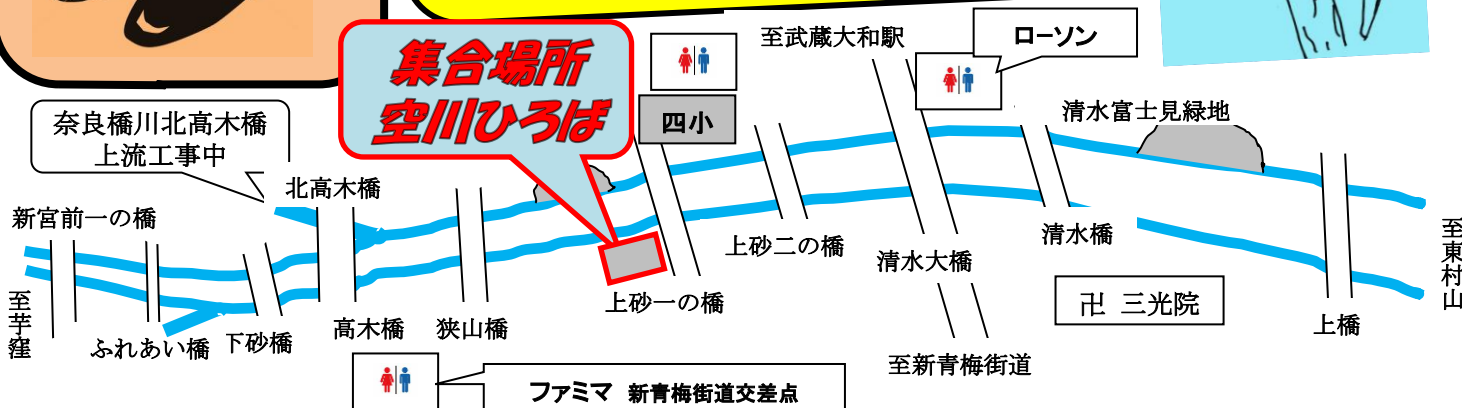 至武蔵大和駅
ローソン
集合場所
空川ひろば
四小
清水富士見緑地
奈良橋川北高木橋
上流工事中
北高木橋
新宮前一の橋
上砂二の橋
清水大橋
清水橋
至東村山
至芋窪
ふれあい橋
下砂橋
高木橋
狭山橋
上砂一の橋
卍 三光院
上橋
至新青梅街道
ファミマ 新青梅街道交差点